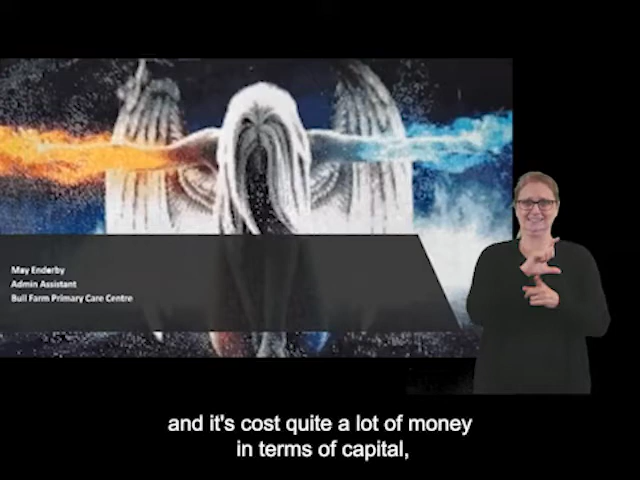 May Enderby
Admin Assistant
Bull Farm Primary Care Centre
and it's cost quite a lot of money
in terms of capital,